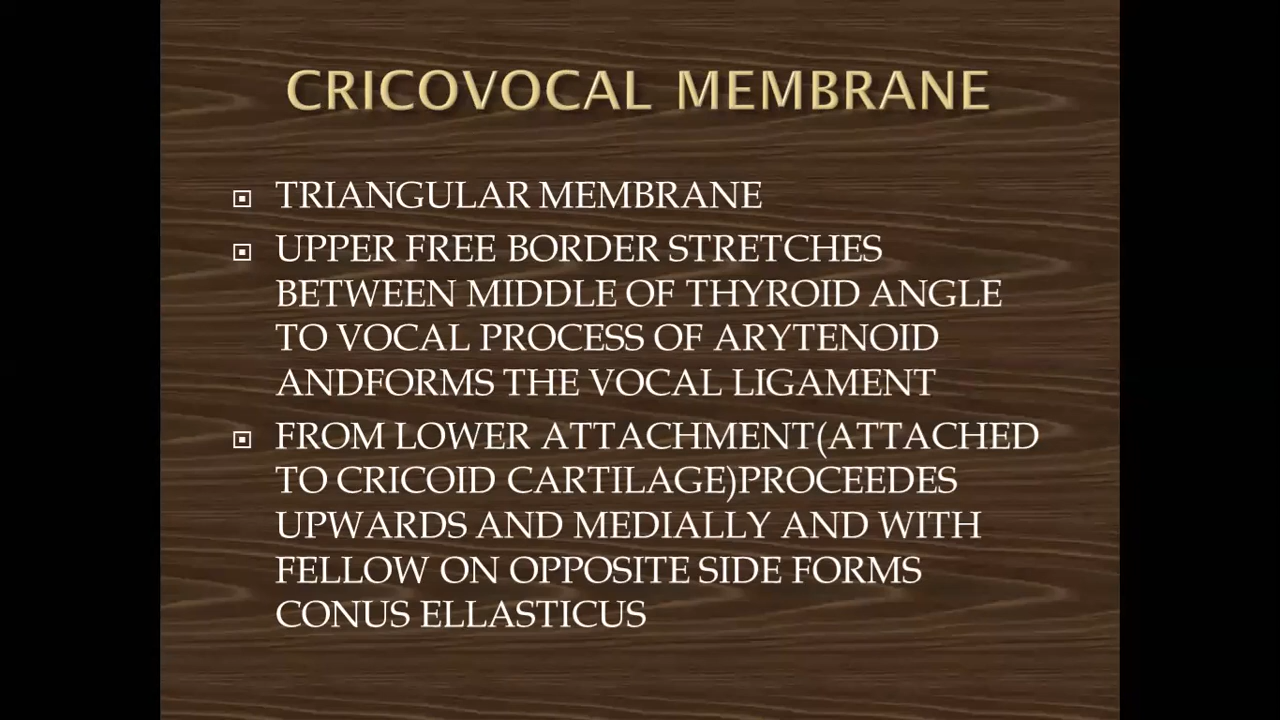 CRICOVOCAL MEMBRANE
TRIANGULAR MEMBRANE
UPPER FREE BORDER STRETCHES
BETWEEN MIDDLE OF THYROID ANGLE
TO VOCAL PROCESS OF ARYTENOID
ANDFORMS THE VOCAL LIGAMENT
FROM LOWER ATTACHMENT(ATTACHED
TO CRICOID CARTILAGE)PROCEEDES
UPWARDS AND MEDIALLY AND WITH
FELLOW ON OPPOSITE SIDE FORMS
CONUS ELLASTICUS